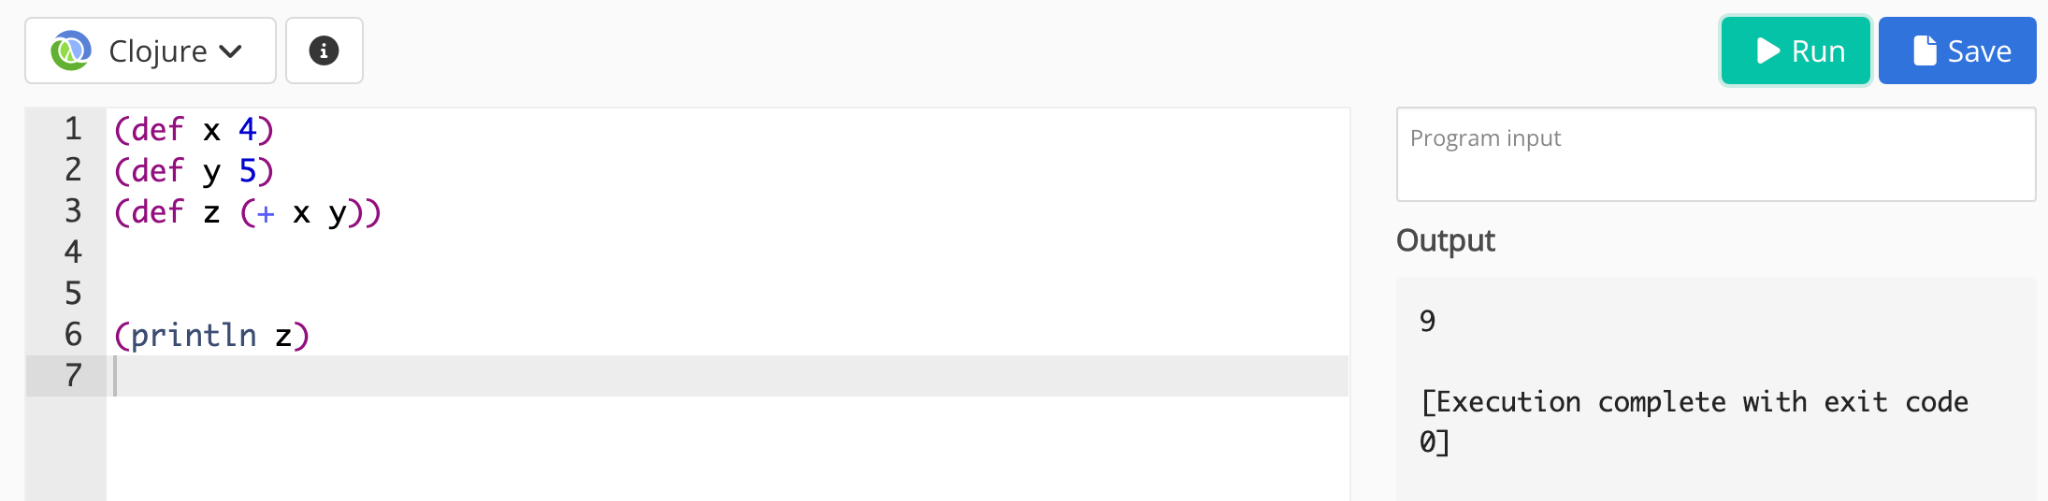 Clojure
Run
Save
1 (def x 4)
2 (def y 5)
3 (def z (+ x y))
4
5
6 (println z)
7
Program input
Output
9
[Execution complete with exit code
0]